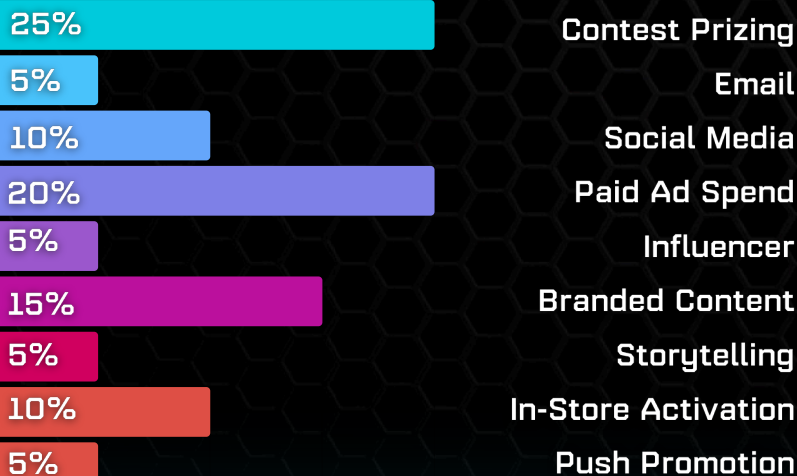 25% Contest Prizing
5% Email
10% Social Media
20% Paid Ad Spend
5% Influencer
15% Branded Content
5% Storytelling
10% In-Store Activation
5% Push Promotion